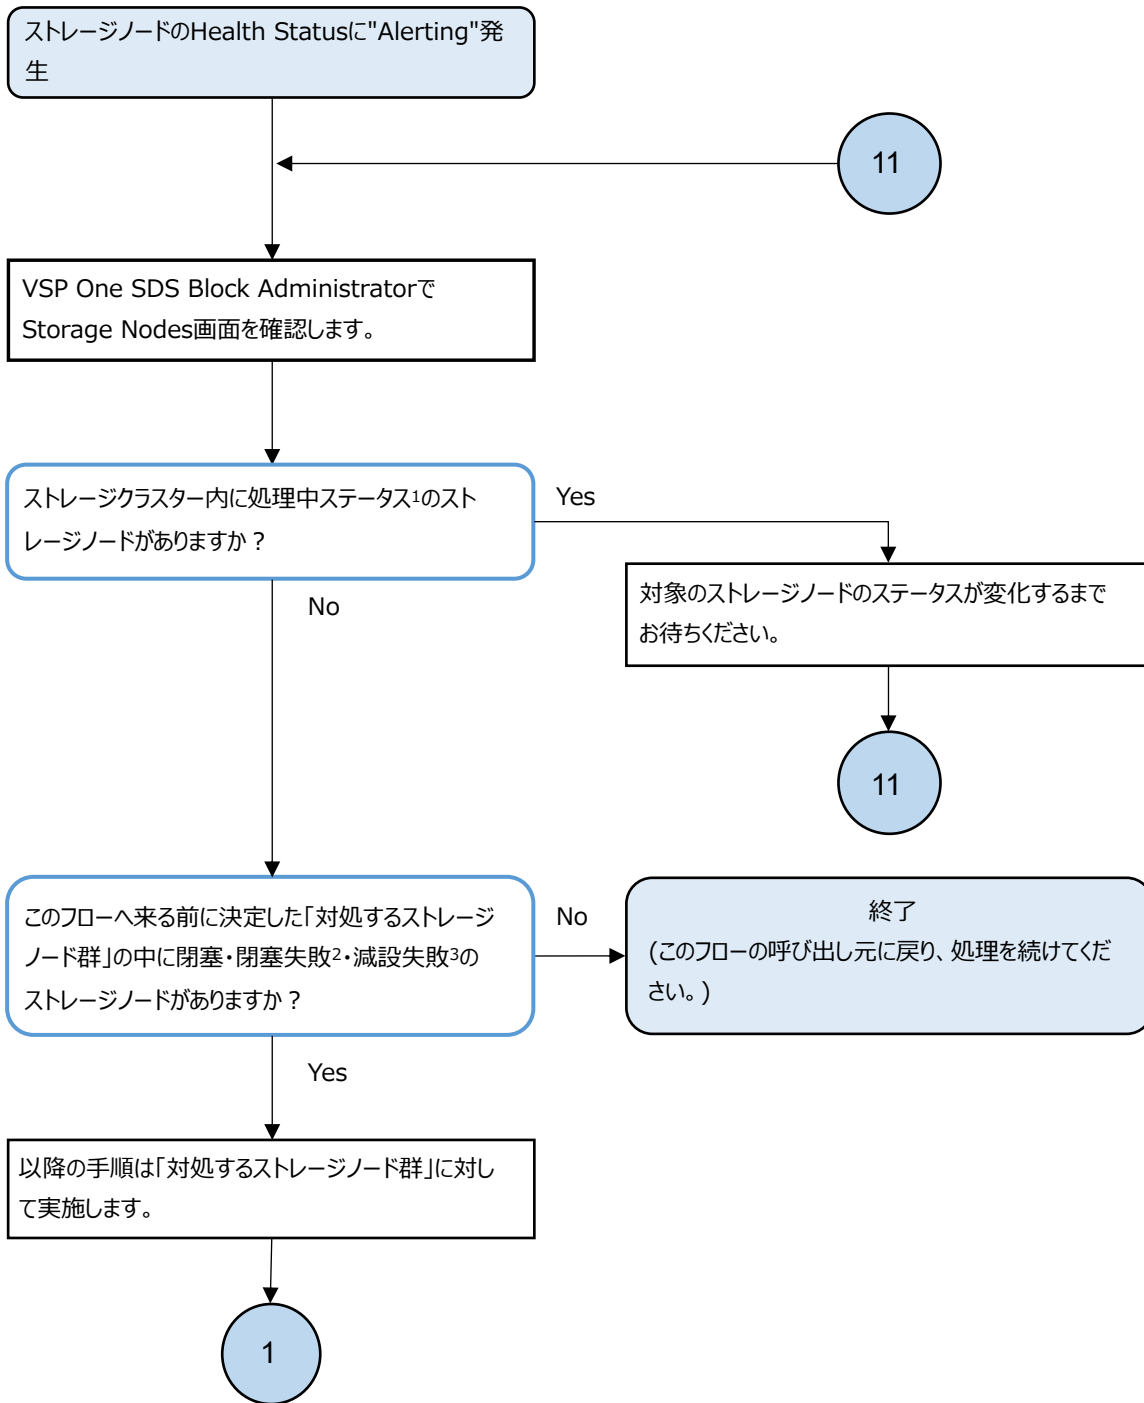 ストレージノードのHealth Statusに"Alerting"発
生
11
VSP One SDS Block Administratorで
Storage Nodes画面を確認します。
ストレージクラスター内に処理中ステータス1のスト
レージノードがありますか？
Yes
No
対象のストレージノードのステータスが変化するまで
お待ちください。
11
このフローへ来る前に決定した「対処するストレージ
ノード群」の中に閉塞・閉塞失敗2・減設失敗3の
ストレージノードがありますか？
No
終了
(このフローの呼び出し元に戻り、処理を続けてくだ
さい。)
Yes
以降の手順は「対処するストレージノード群」に対し
て実施します。
1